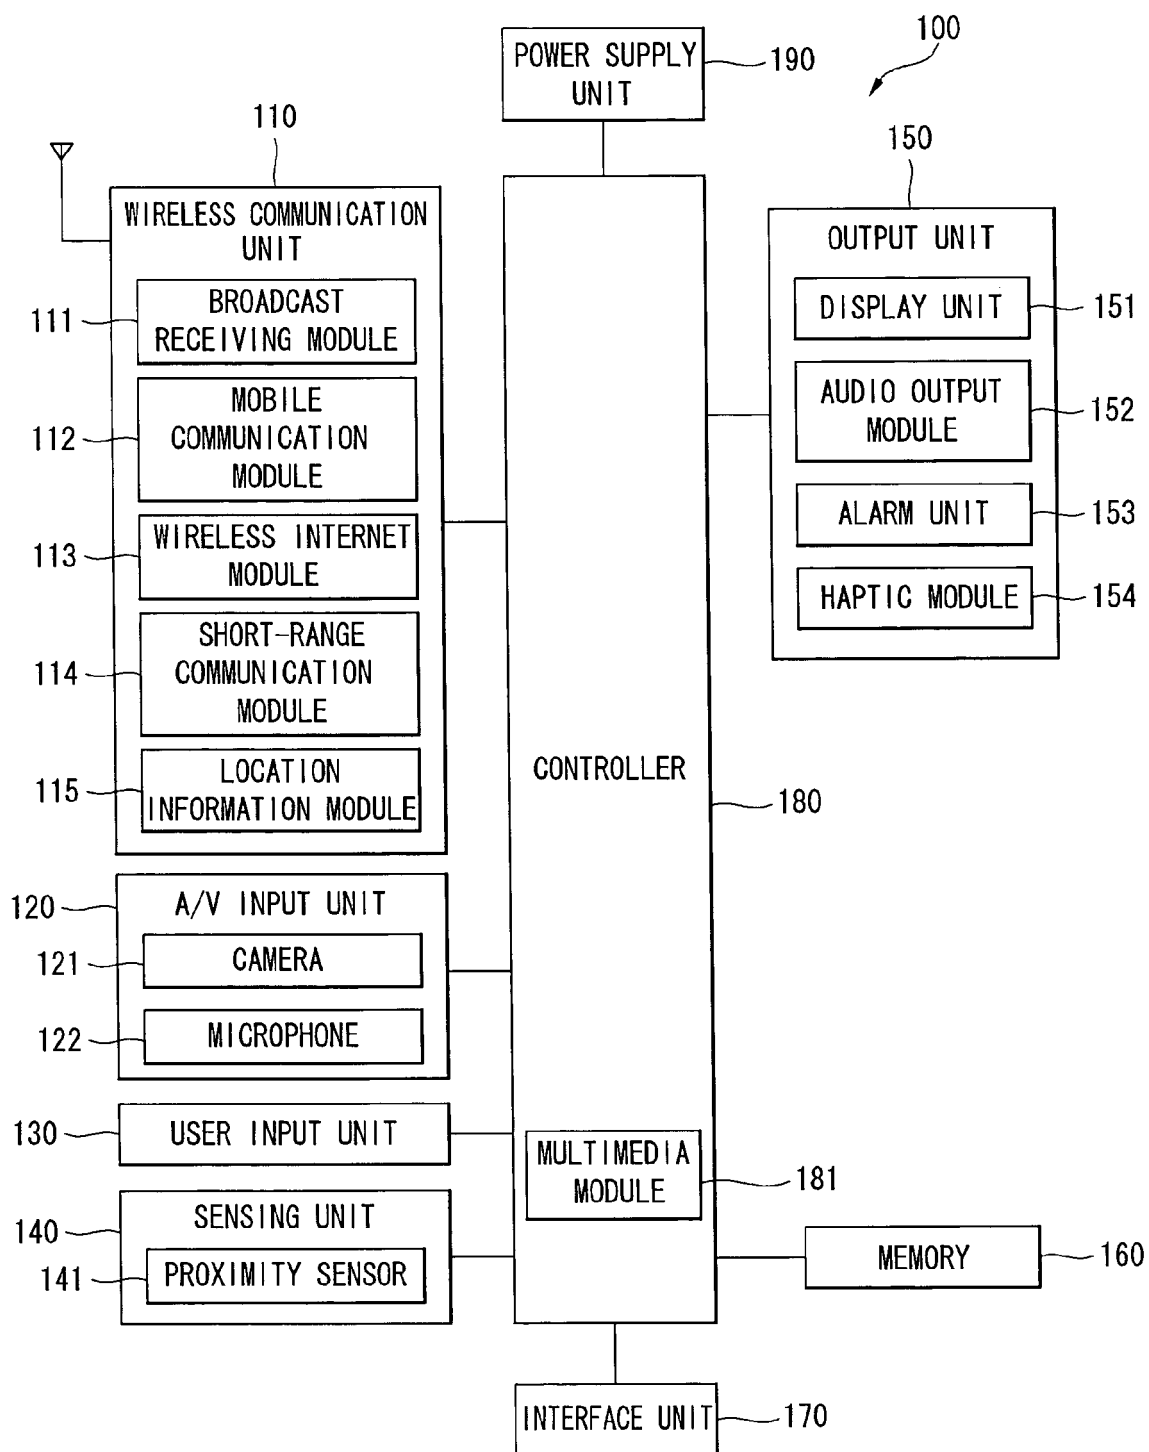 100
POWER SUPPLY
UNIT
190
110
WIRELESS COMMUNICATION
UNIT
111
BROADCAST
RECEIVING MODULE
112
MOBILE
COMMUNICATION
MODULE
113
WIRELESS INTERNET
MODULE
114
SHORT-RANGE
COMMUNICATION
MODULE
115
LOCATION
INFORMATION MODULE
120
A/V INPUT UNIT
121
CAMERA
122
MICROPHONE
130
USER INPUT UNIT
140
SENSING UNIT
141
PROXIMITY SENSOR
CONTROLLER
180
MULTIMEDIA
MODULE
181
150
OUTPUT UNIT
DISPLAY UNIT
151
AUDIO OUTPUT
MODULE
152
ALARM UNIT
153
HAPTIC MODULE
154
MEMORY
160
INTERFACE UNIT
170